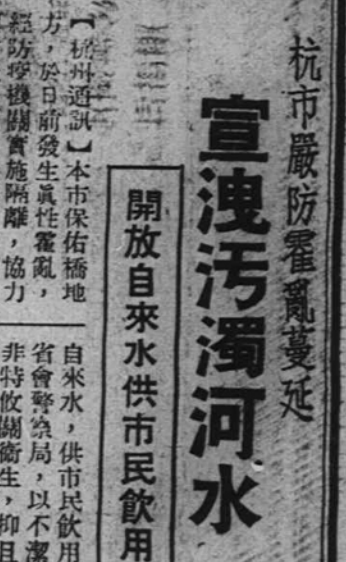 杭市嚴防霍亂蔓延
宣洩污濁河水
開放自來水供市民飲用
【杭州通訊】本市保佑橋地
方，於日前發生眞性霍亂，
經防疫機關實施隔離，協力
自來水，供市民飲用
省會警察局，以不潔
非特攸關衛生，抑且